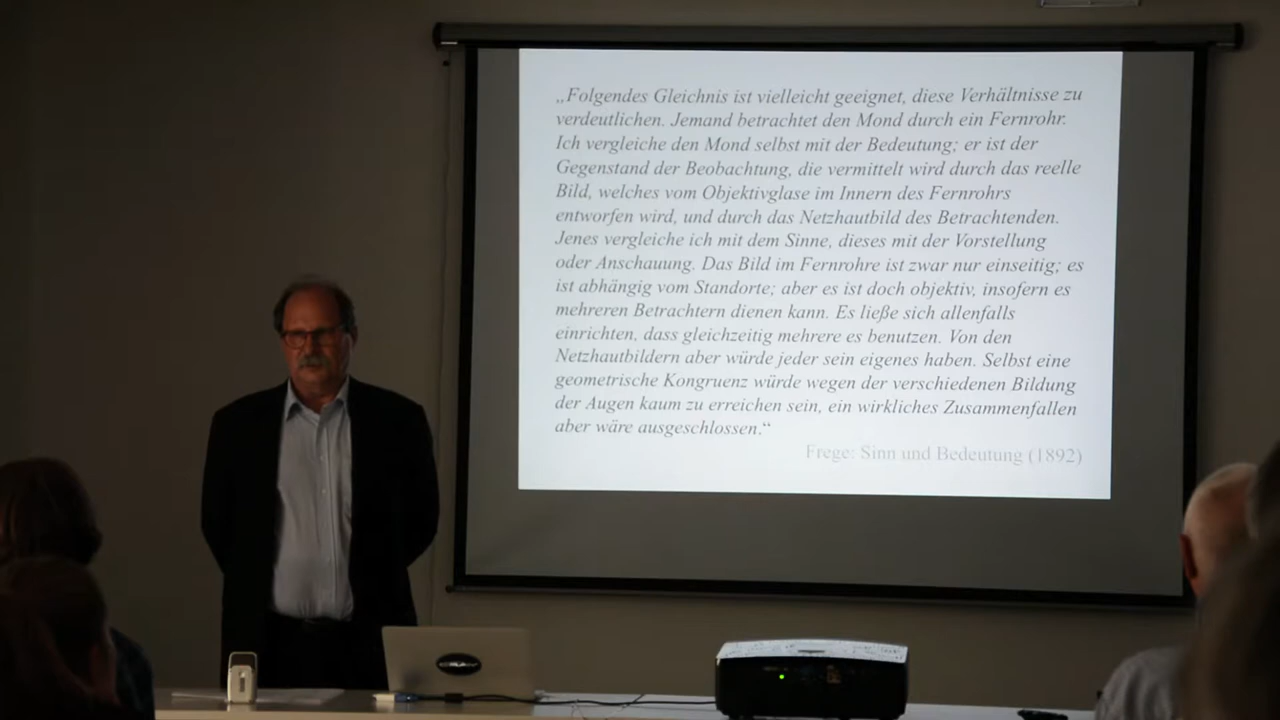 „Folgendes Gleichnis ist vielleicht geeignet, diese Verhältnisse zu
verdeutlichen. Jemand betrachtet den Mond durch ein Fernrohr.
Ich vergleiche den Mond selbst mit der Bedeutung; er ist der
Gegenstand der Beobachtung, die vermittelt wird durch das reelle
Bild, welches vom Objektivglase im Innern des Fernrohrs
entworfen wird, und durch das Netzhautbild des Betrachtenden.
Jenes vergleiche ich mit dem Sinne, dieses mit der Vorstellung
oder Anschauung. Das Bild im Fernrohre ist zwar nur einseitig; es
ist abhängig vom Standorte; aber es ist doch objektiv, insofern es
mehreren Betrachtern dienen kann. Es ließe sich allenfalls
einrichten, dass gleichzeitig mehrere es benutzen. Von den
Netzhautbildern aber würde jeder sein eigenes haben. Selbst eine
geometrische Kongruenz würde wegen der verschiedenen Bildung
der Augen kaum zu erreichen sein, ein wirkliches Zusammenfallen
aber wäre ausgeschlossen.“
Frege: Sinn und Bedeutung (1892)